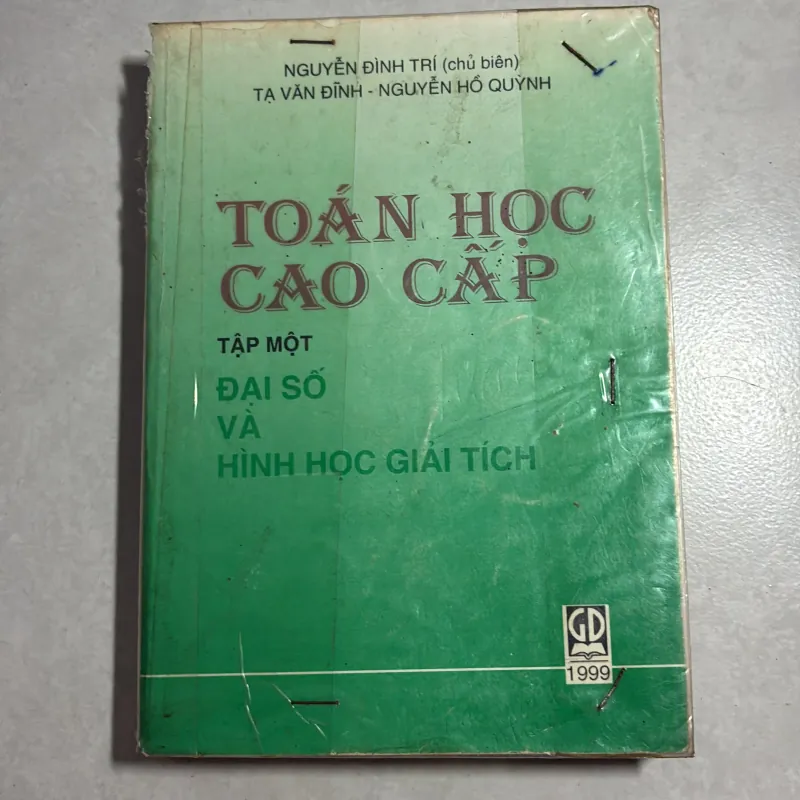 NGUYỄN ĐÌNH TRÍ (chủ biên)
TẠ VĂN ĐĨNH - NGUYỄN HỒ QUỲNH
TOÁN HỌC
CAO CẤP
TẬP MỘT
ĐẠI SỐ
VÀ
HÌNH HỌC GIẢI TÍCH
GD
1999